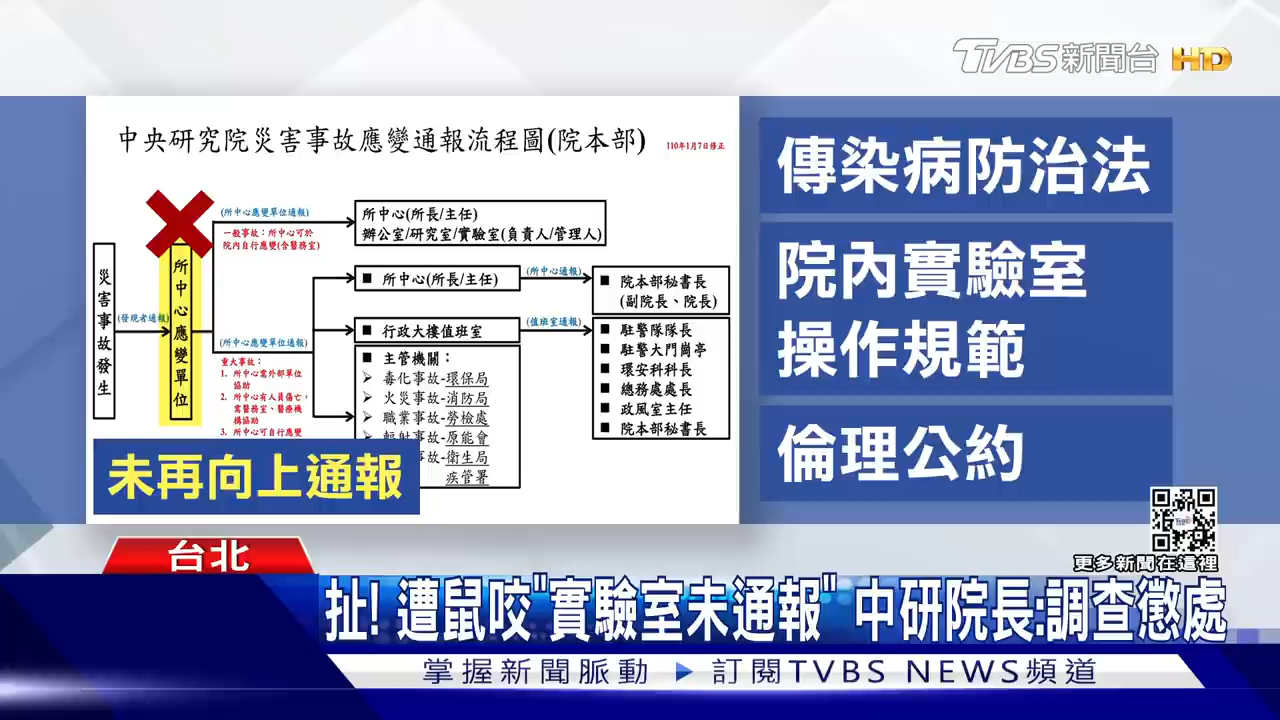 TVBS新聞台 HD
中央研究院災害事故應變通報流程圖(院本部)
110年1月7日修正
災害事故發生
(發現者通報)
所中心應變單位
(所中心應變單位通報)
一般事故：所中心可於
院內自行應變(含醫務室)
所中心(所長/主任)
辦公室/研究室/實驗室(負責人/管理人)
(所中心應變單位通報)
重大事故：
1. 所中心需外部單位
協助
2. 所中心有人員傷亡，
需醫務室、醫療機
構協助
3. 所中心可自行應變
■ 所中心(所長/主任)
(所中心通報)
■ 院本部秘書長
(副院長、院長)
■ 行政大樓值班室
(值班室通報)
■ 駐警隊隊長
■ 駐警大門崗亭
■ 環安科科長
■ 總務處處長
■ 政風室主任
■ 院本部秘書長
■ 主管機關：
➢ 毒化事故-環保局
➢ 火災事故-消防局
➢ 職業事故-勞檢處
➢ 輻射事故-原能會
事故-衛生局
疾管署
未再向上通報
傳染病防治法
院內實驗室
操作規範
倫理公約
更多新聞在這裡
台北
扯! 遭鼠咬"實驗室未通報" 中研院長:調查懲處
掌握新聞脈動 ▶ 訂閱TVBS NEWS頻道